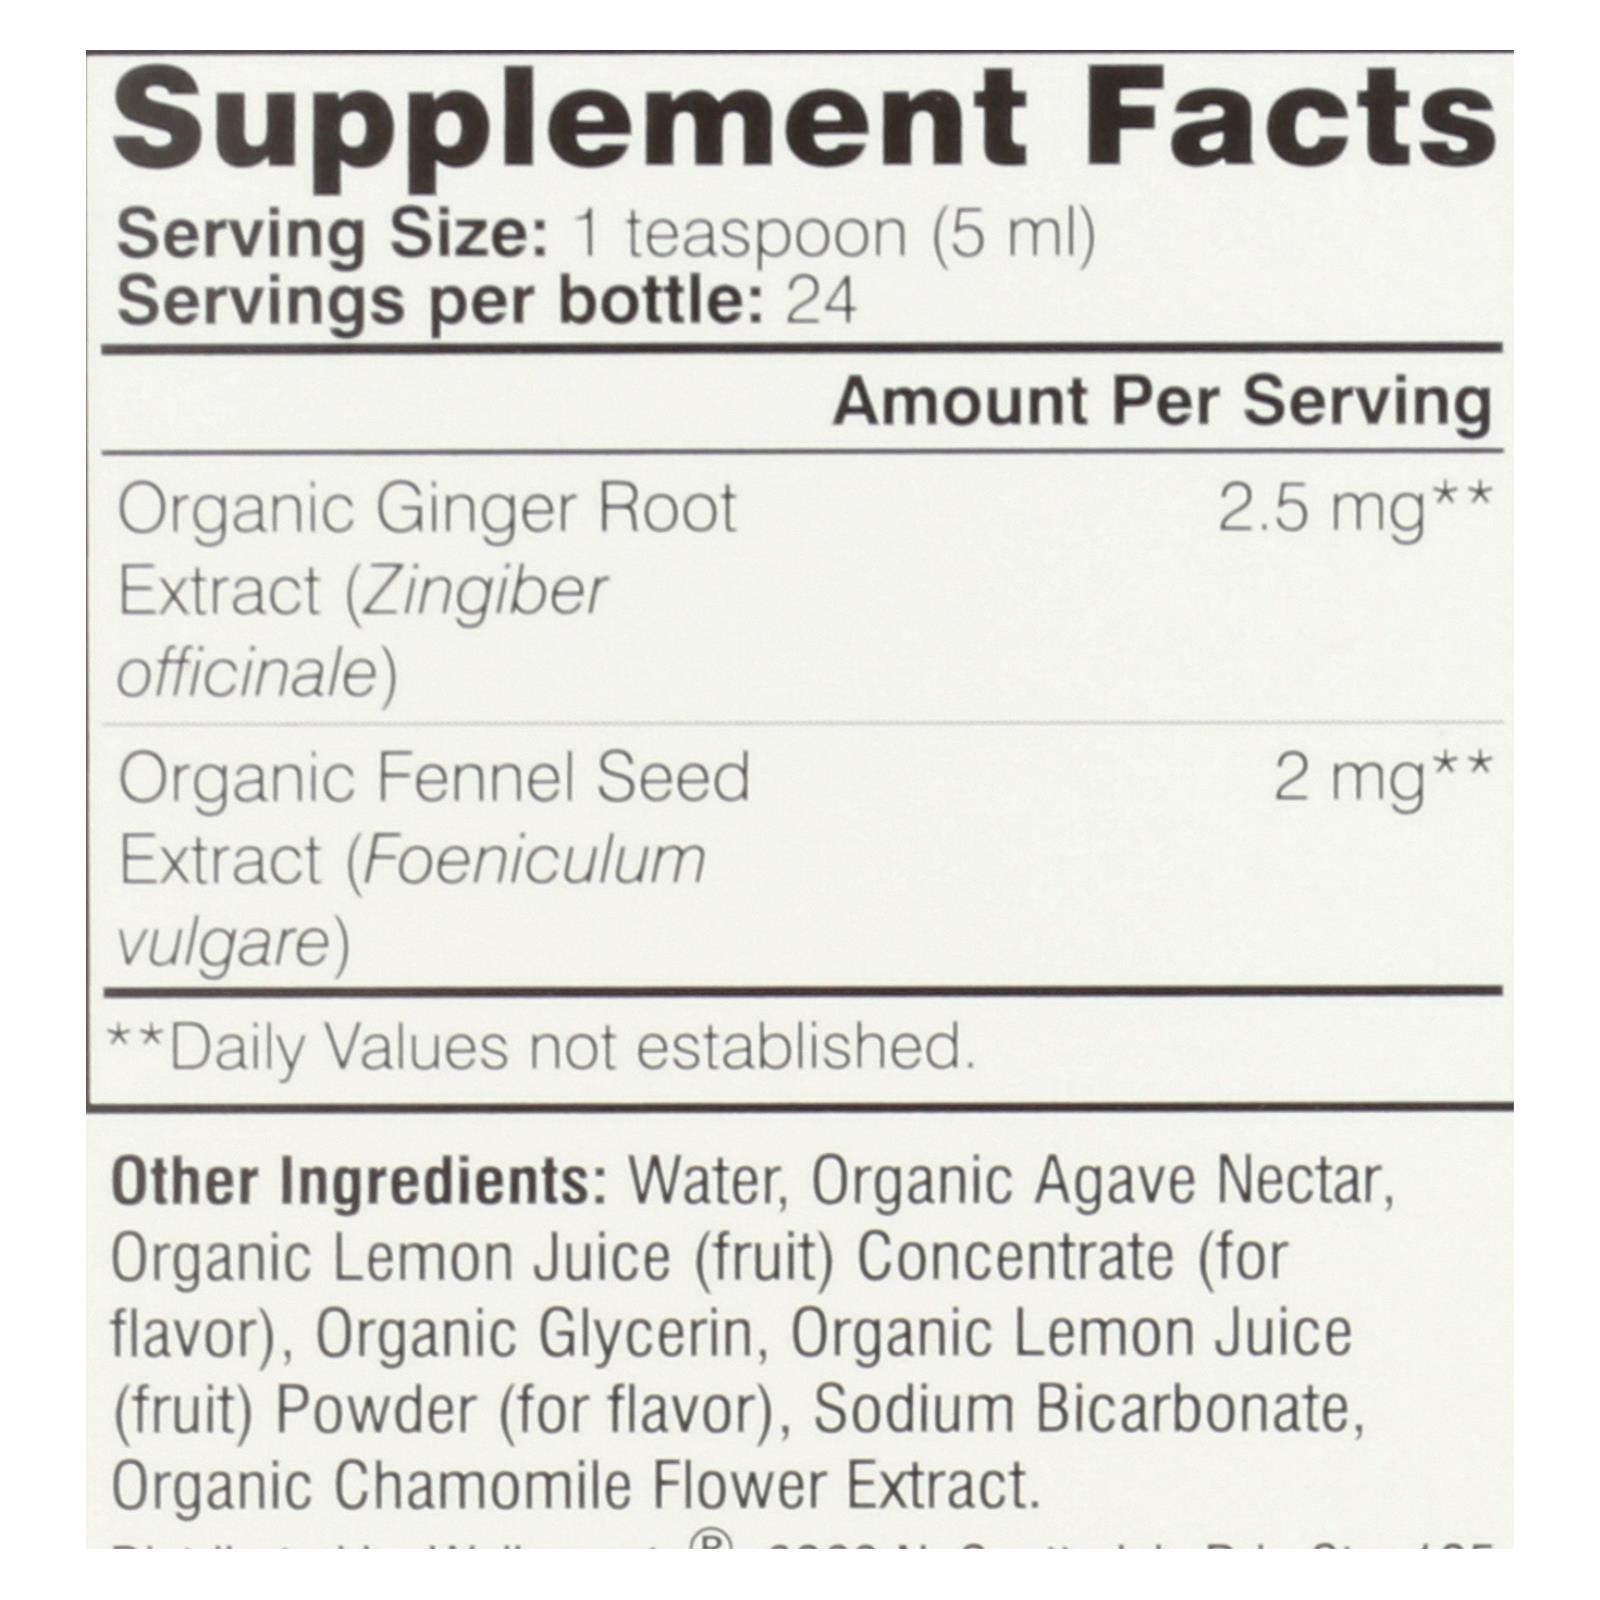 Supplement Facts
Serving Size: 1 teaspoon (5 ml)
Servings per bottle: 24
Amount Per Serving
Organic Ginger Root 2.5 mg**
Extract (Zingiber
officinale)
Organic Fennel Seed 2 mg**
Extract (Foeniculum
vulgare)
**Daily Values not established.
Other Ingredients: Water, Organic Agave Nectar,
Organic Lemon Juice (fruit) Concentrate (for
flavor), Organic Glycerin, Organic Lemon Juice
(fruit) Powder (for flavor), Sodium Bicarbonate,
Organic Chamomile Flower Extract.